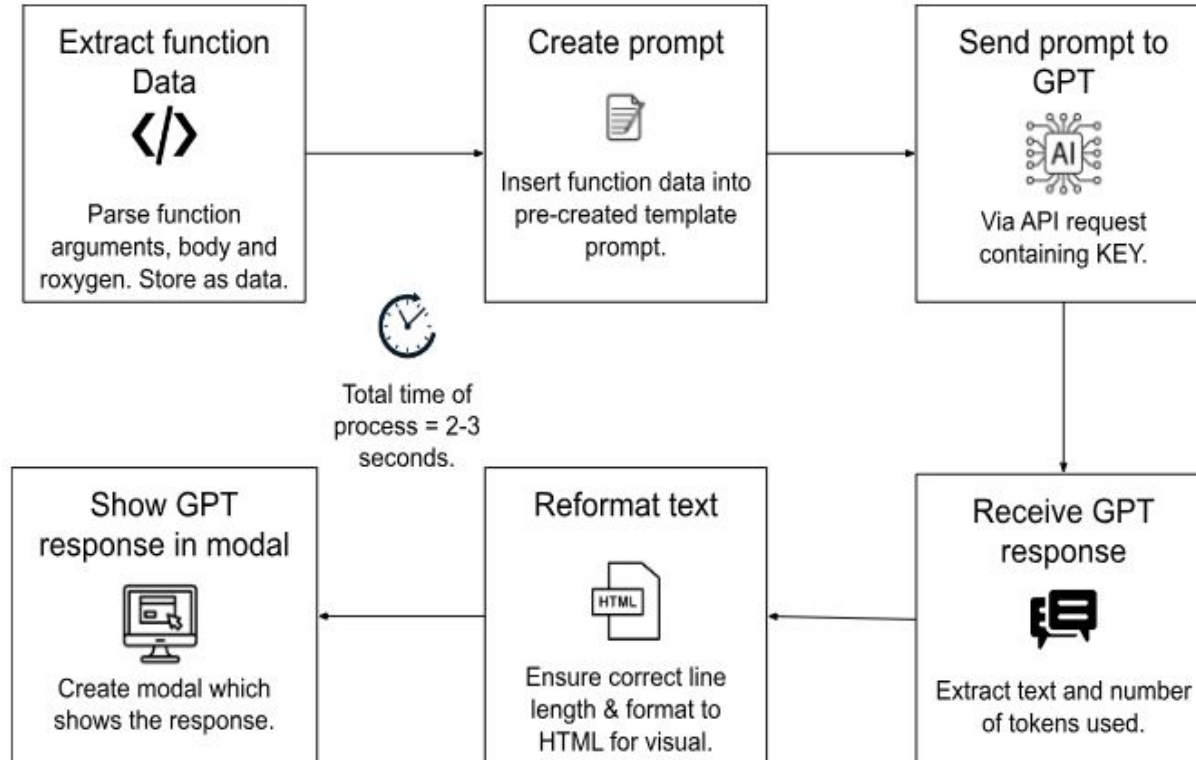 Extract function
Data
</>
Parse function
arguments, body and
roxygen. Store as data.
Create prompt
Insert function data into
pre-created template
prompt.
Send prompt to
GPT
AI
Via API request
containing KEY.
Total time of
process = 2-3
seconds.
Show GPT
response in modal
Create modal which
shows the response.
Reformat text
HTML
Ensure correct line
length & format to
HTML for visual.
Receive GPT
response
Extract text and number
of tokens used.